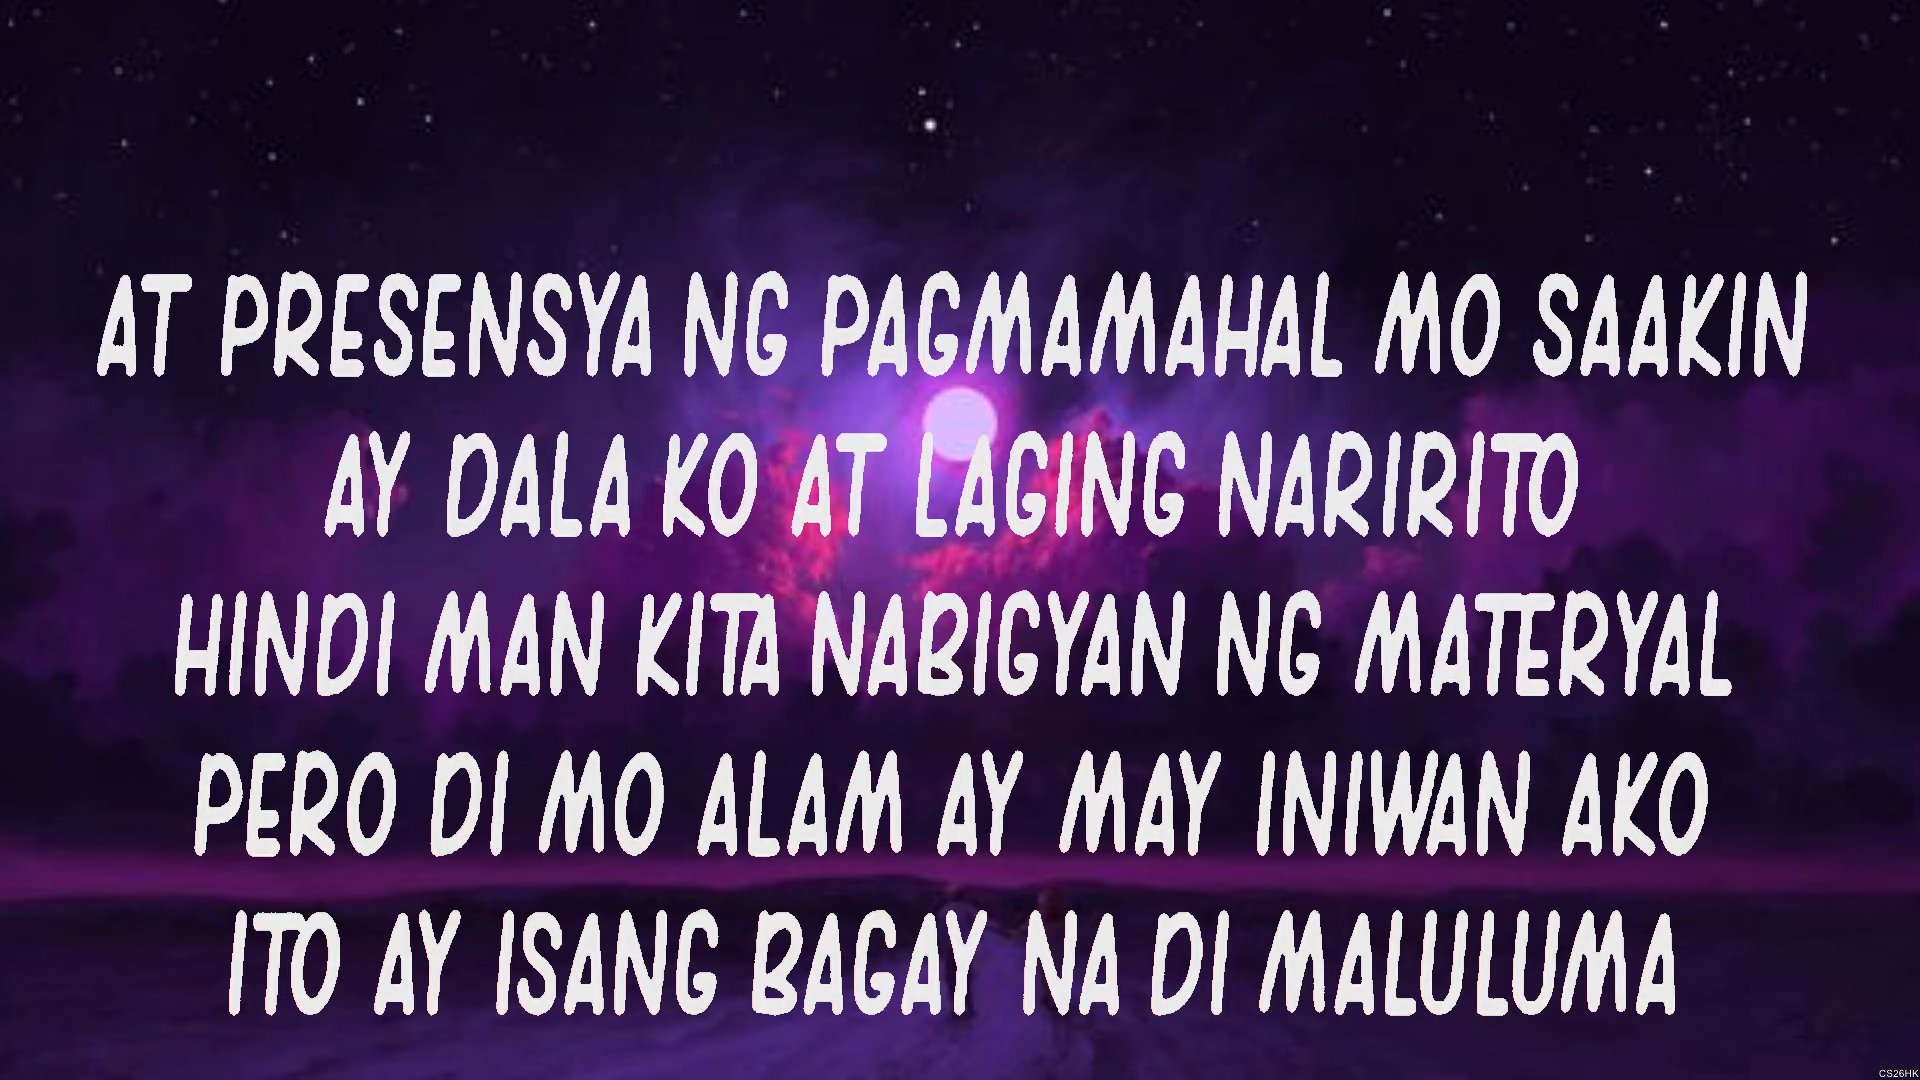 AT PRESENSYA NG PAGMAMAHAL MO SAAKIN
AY DALA KO AT LAGING NARIRITO
HINDI MAN KITA NABIGYAN NG MATERYAL
PERO DI MO ALAM AY MAY INIWAN AKO
ITO AY ISANG BAGAY NA DI MALULUMA
CS26HK